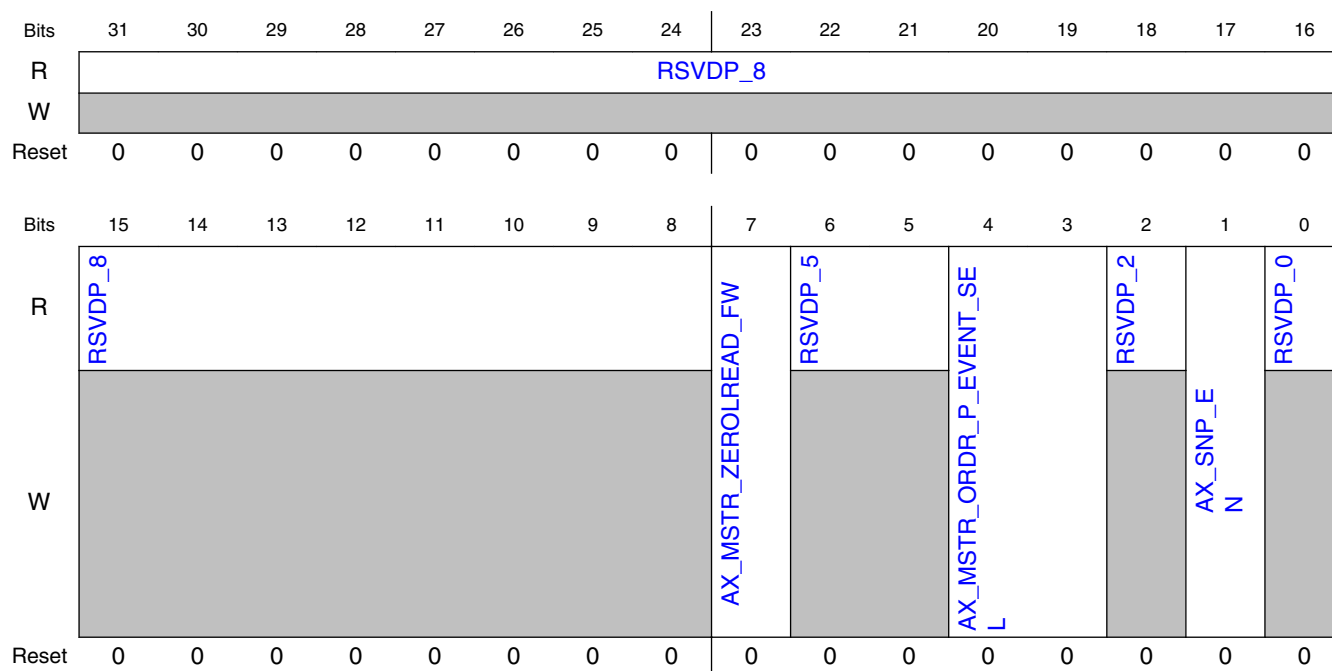 Bits 31 30 29 28 27 26 25 24 23 22 21 20 19 18 17 16
R RSVDP_8
W
Reset 0 0 0 0 0 0 0 0 0 0 0 0 0 0 0 0
Bits 15 14 13 12 11 10 9 8 7 6 5 4 3 2 1 0
R
W
RSVDP_8
AX_MSTR_ZEROLREAD_FW
RSVDP_5
AX_MSTR_ORDR_P_EVENT_SE
L
RSVDP_2
AX_SNP_E
N
RSVDP_0
Reset 0 0 0 0 0 0 0 0 0 0 0 0 0 0 0 0